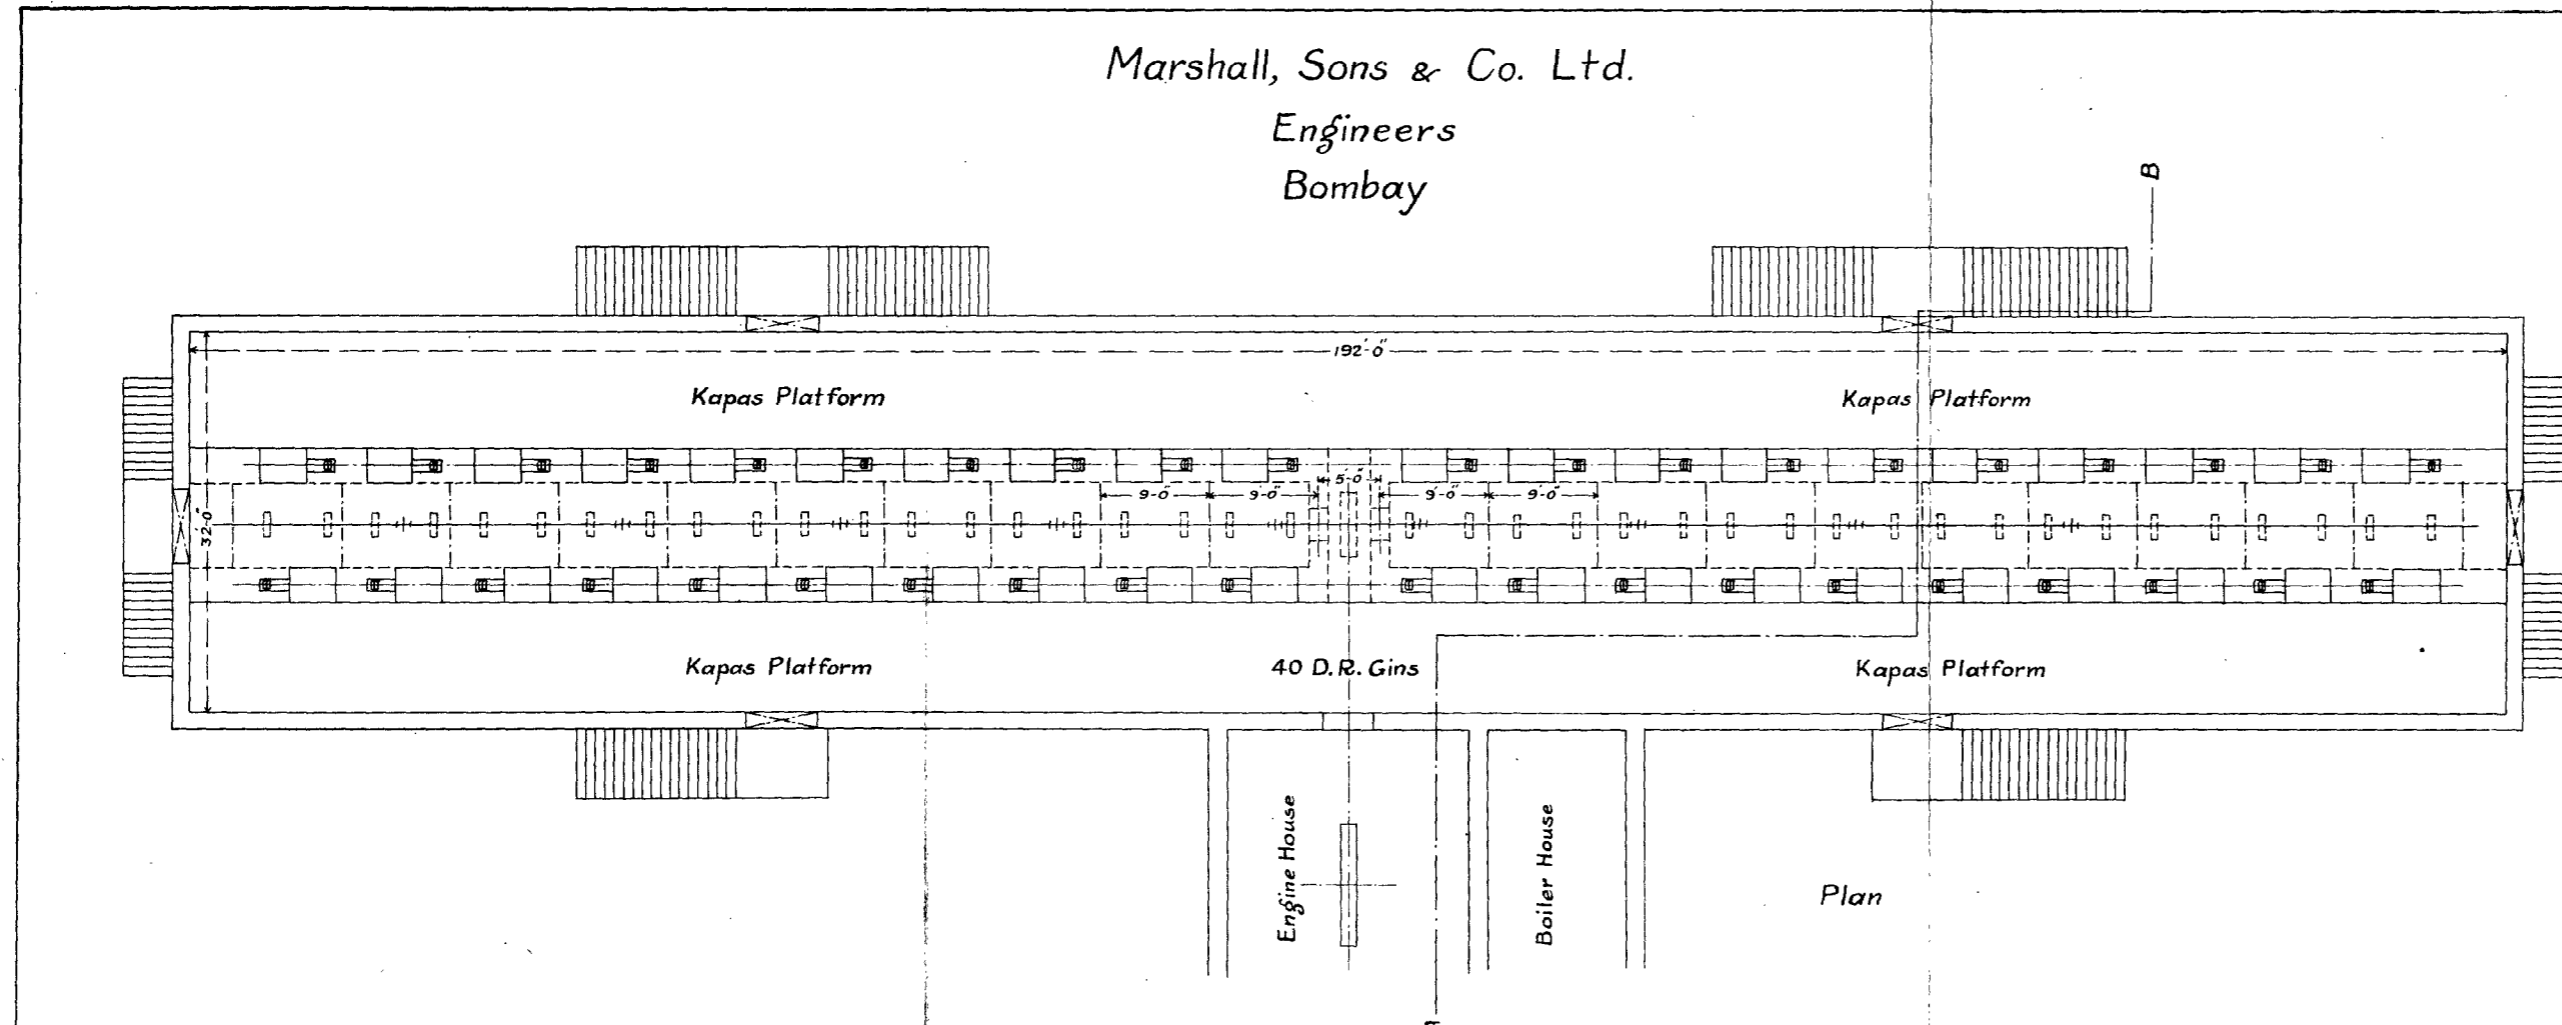 Marshall, Sons & Co. Ltd.
Engineers
Bombay
B
192'-0"
Kapas Platform
Kapas Platform
5'-0"
9'-0"
9'-0"
9'-0"
9'-0"
32'-0"
Kapas Platform
40 D.R. Gins
Kapas Platform
Engine House
Boiler House
Plan